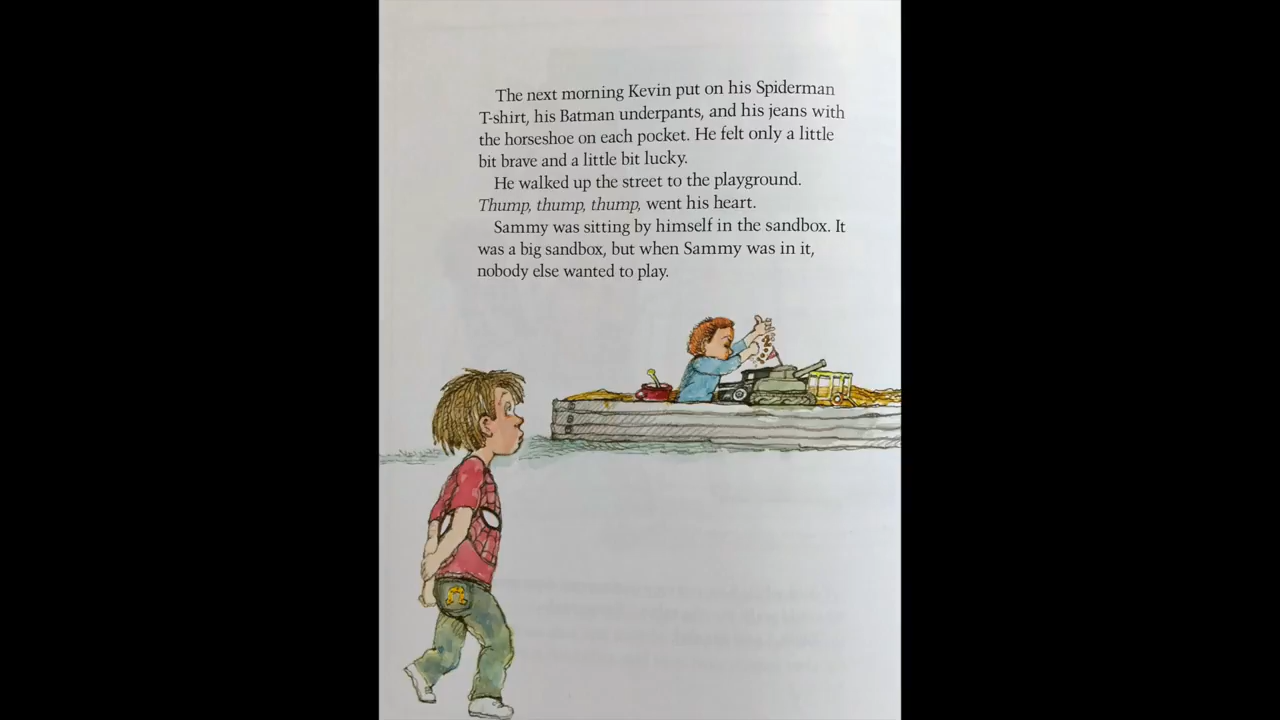 The next morning Kevin put on his Spiderman
T-shirt, his Batman underpants, and his jeans with
the horseshoe on each pocket. He felt only a little
bit brave and a little bit lucky.
He walked up the street to the playground.
Thump, thump, thump, went his heart.
Sammy was sitting by himself in the sandbox. It
was a big sandbox, but when Sammy was in it,
nobody else wanted to play.